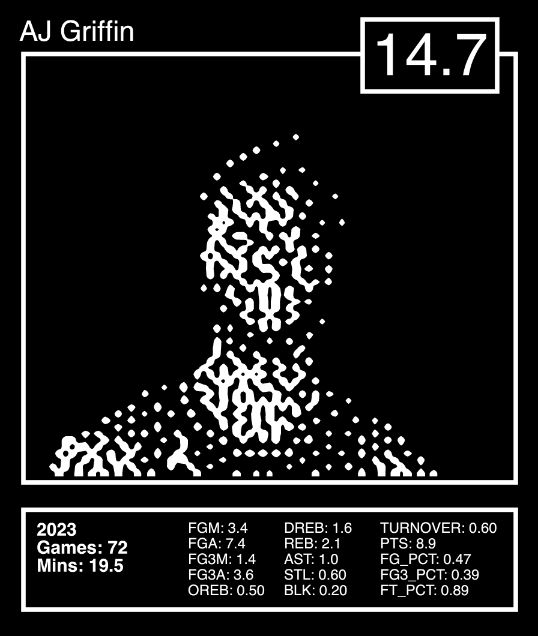 AJ Griffin
14.7
2023
Games: 72
Mins: 19.5
FGM: 3.4
FGA: 7.4
FG3M: 1.4
FG3A: 3.6
OREB: 0.50
DREB: 1.6
REB: 2.1
AST: 1.0
STL: 0.60
BLK: 0.20
TURNOVER: 0.60
PTS: 8.9
FG_PCT: 0.47
FG3_PCT: 0.39
FT_PCT: 0.89